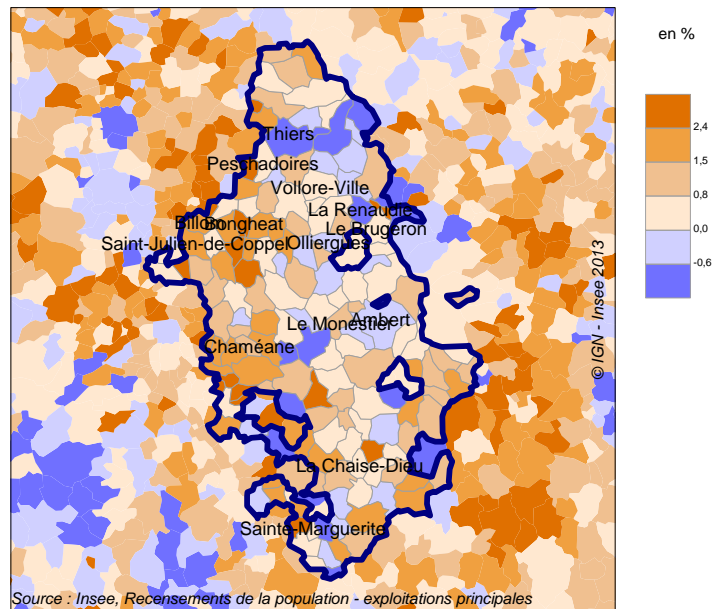 en %
2,4
1,5
0,8
0,0
-0,6
Thiers
Peschadoires
Vollore-Ville
La Renaudie
Billom
Bongheat
Le Brugeron
Saint-Julien-de-Coppel
Olliergues
Le Monestier
Ambert
Chaméane
La Chaise-Dieu
Sainte-Marguerite
© IGN - Insee 2013
Source : Insee, Recensements de la population - exploitations principales